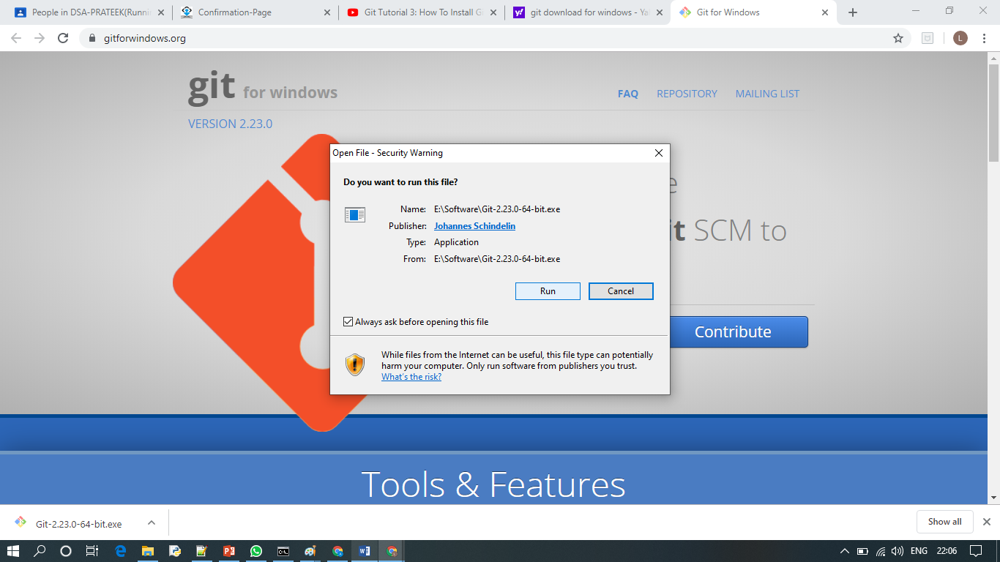 People in DSA-PRATEEK(Runni
Confirmation-Page
Git Tutorial 3: How To Install Gi
git download for windows - Yah
Git for Windows
gitforwindows.org
L
git for windows
FAQ
REPOSITORY
MAILING LIST
VERSION 2.23.0
Open File - Security Warning
Do you want to run this file?
Name: E:\Software\Git-2.23.0-64-bit.exe
Publisher: Johannes Schindelin
Type: Application
From: E:\Software\Git-2.23.0-64-bit.exe
Run
Cancel
Always ask before opening this file
While files from the Internet can be useful, this file type can potentially
harm your computer. Only run software from publishers you trust.
What's the risk?
e
it SCM to
Contribute
Tools & Features
Git-2.23.0-64-bit.exe
Show all
ENG
22:06